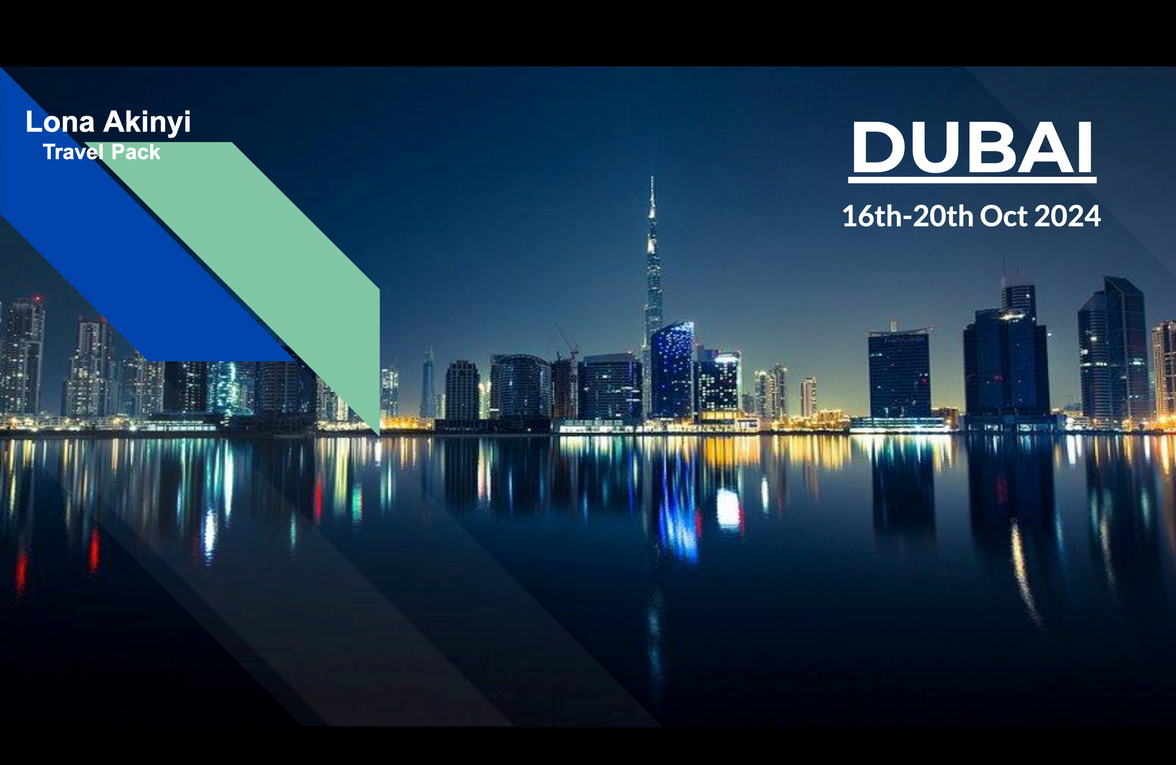 Lona Akinyi
Travel Pack
DUBAI
16th-20th Oct 2024